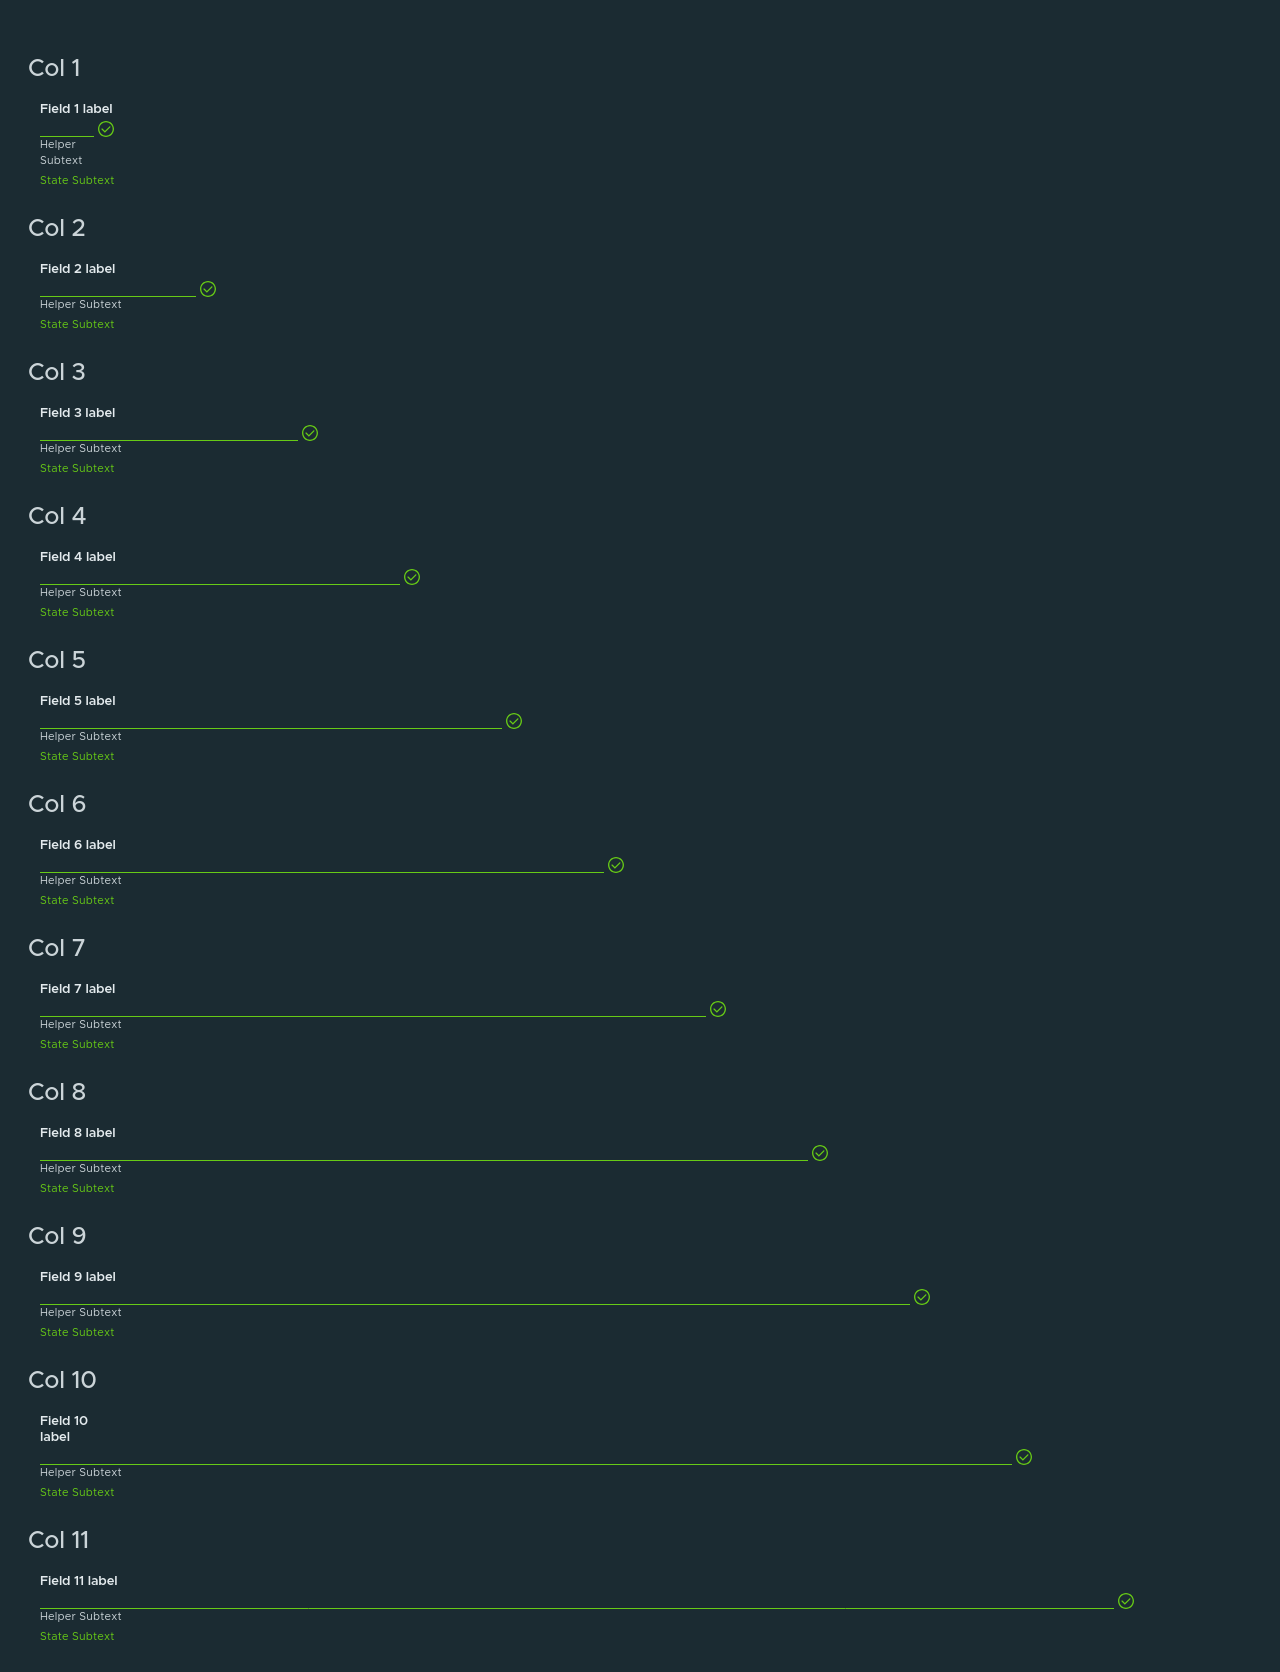 Col 1
Field 1 label
Helper
Subtext
State Subtext
Col 2
Field 2 label
Helper Subtext
State Subtext
Col 3
Field 3 label
Helper Subtext
State Subtext
Col 4
Field 4 label
Helper Subtext
State Subtext
Col 5
Field 5 label
Helper Subtext
State Subtext
Col 6
Field 6 label
Helper Subtext
State Subtext
Col 7
Field 7 label
Helper Subtext
State Subtext
Col 8
Field 8 label
Helper Subtext
State Subtext
Col 9
Field 9 label
Helper Subtext
State Subtext
Col 10
Field 10
label
Helper Subtext
State Subtext
Col 11
Field 11 label
Helper Subtext
State Subtext